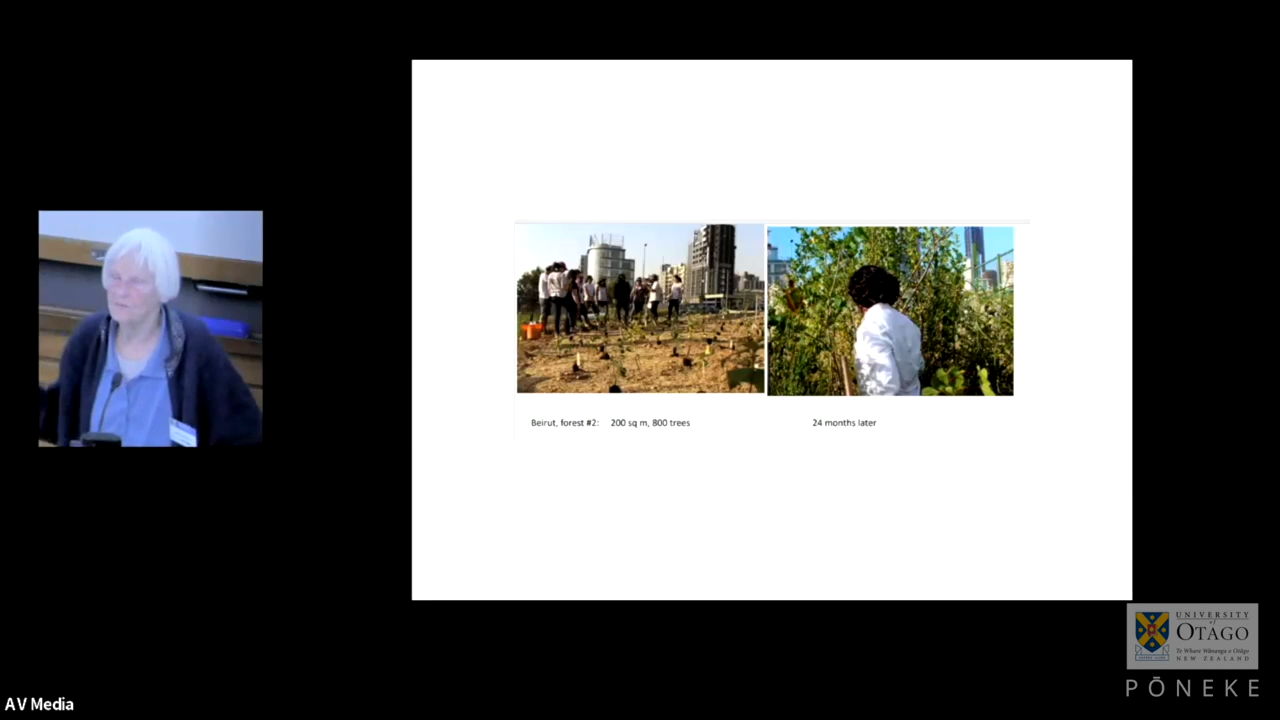 Beirut, forest #2: 200 sq m, 800 trees
24 months later
UNIVERSITY
of
OTAGO
Te Whare Wānanga o Otāgo
NEW ZEALAND
PŌNEKE
AV Media